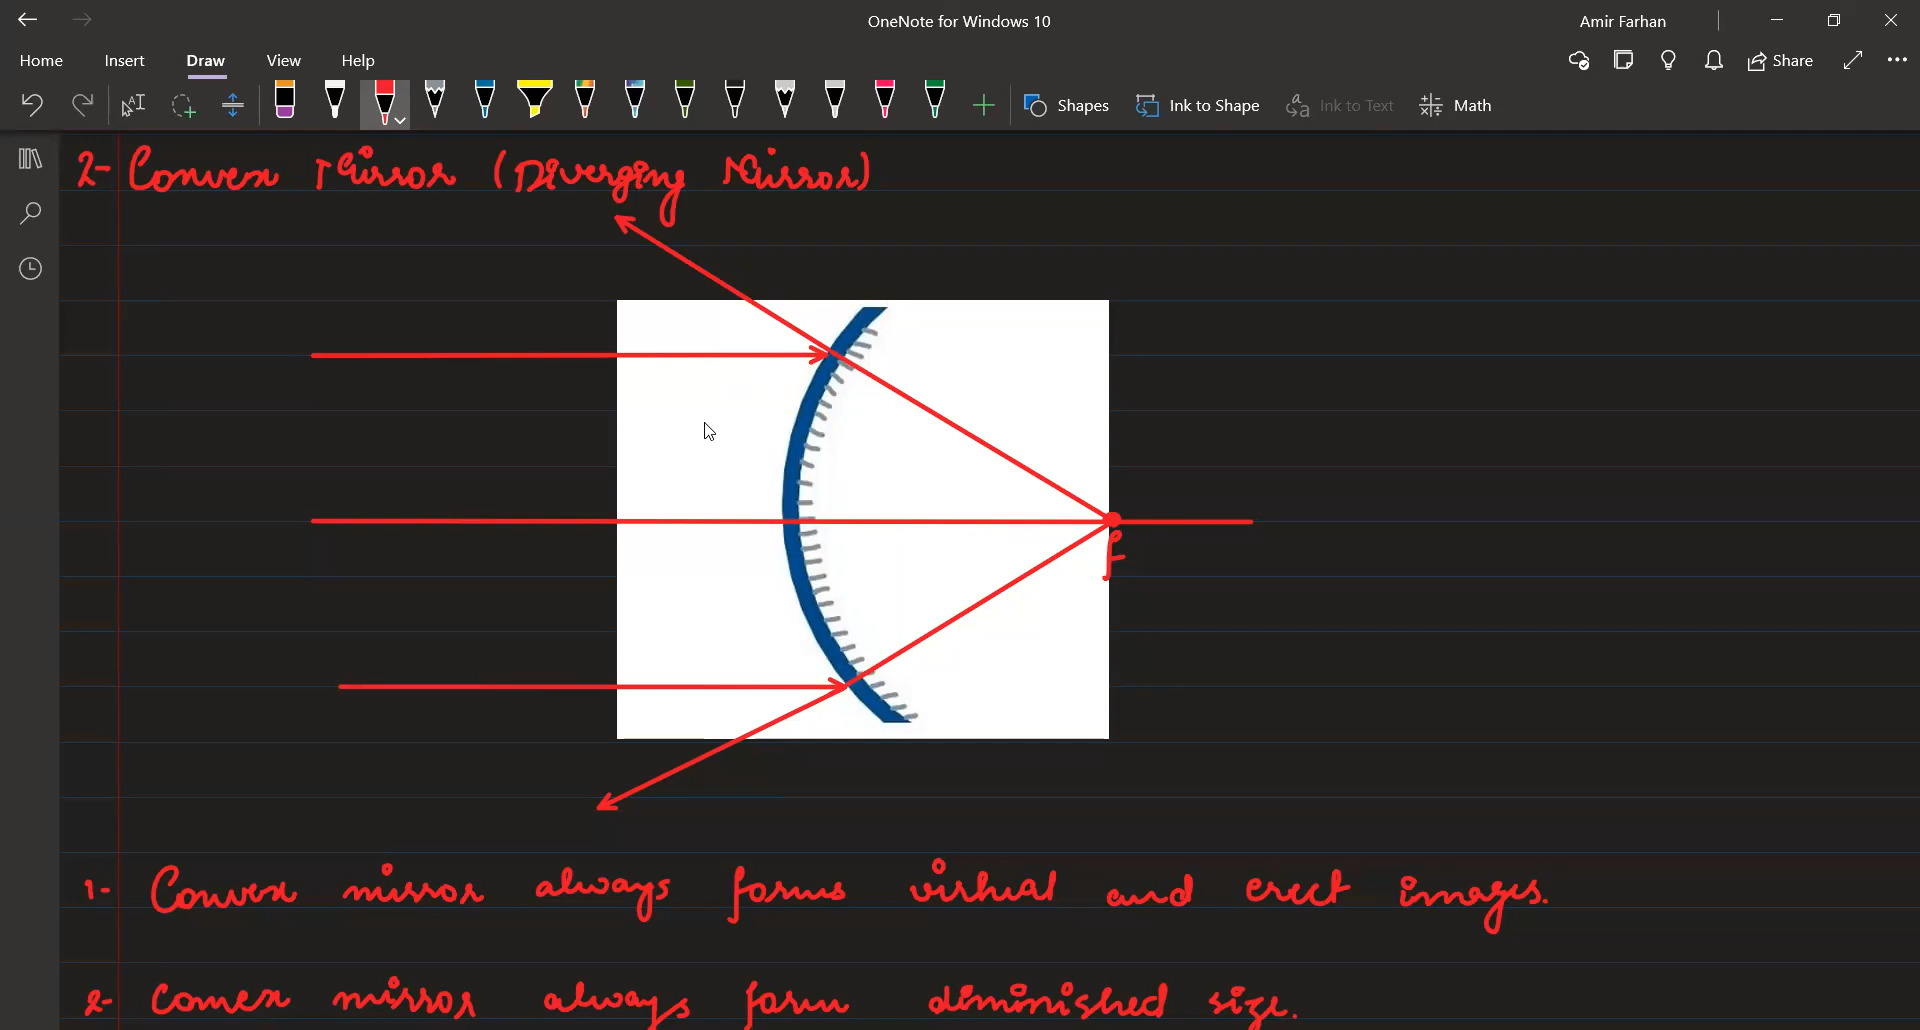 OneNote for Windows 10
Amir Farhan
Home Insert Draw View Help
Share
Shapes Ink to Shape Ink to Text Math
2- Convex Mirror (Diverging Mirror)
f
1- Convex mirror always forms virtual and erect images.
2- Convex mirror always form diminished size.